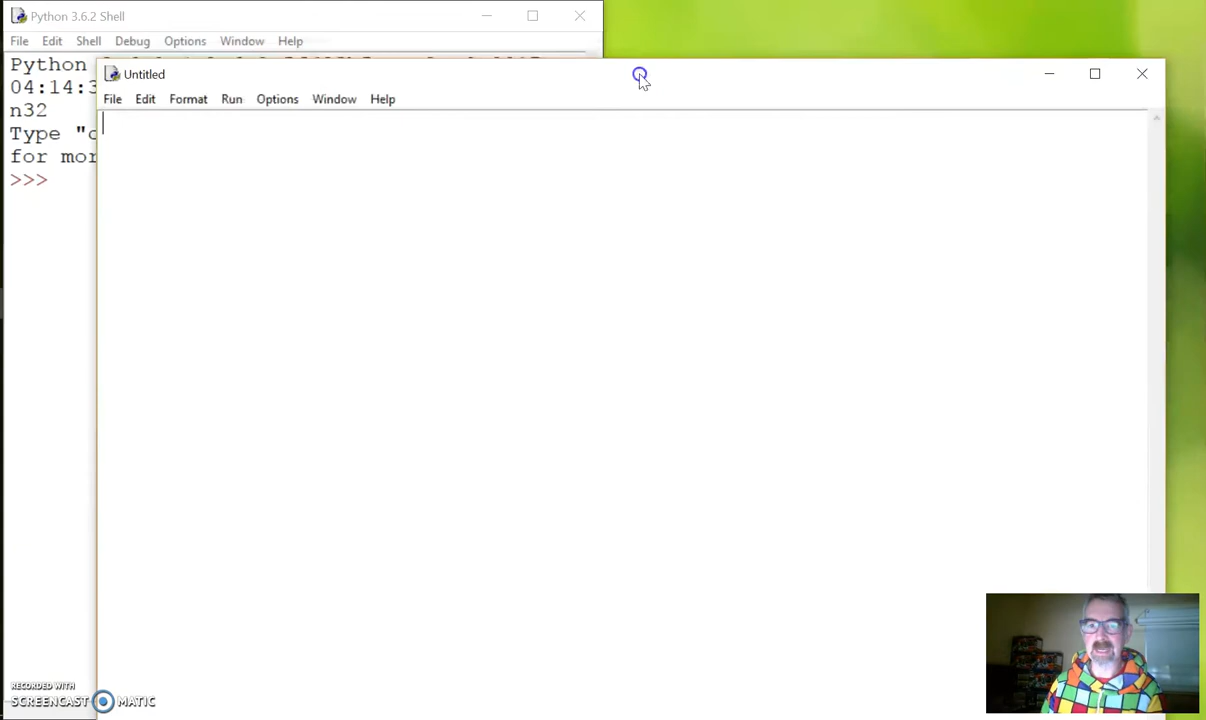 Python 3.6.2 Shell
File Edit Shell Debug Options Window Help
Python
04:14:3
n32
Type "c
for mor
>>>
Untitled
File Edit Format Run Options Window Help
RECORDED WITH
SCREENCAST MATIC